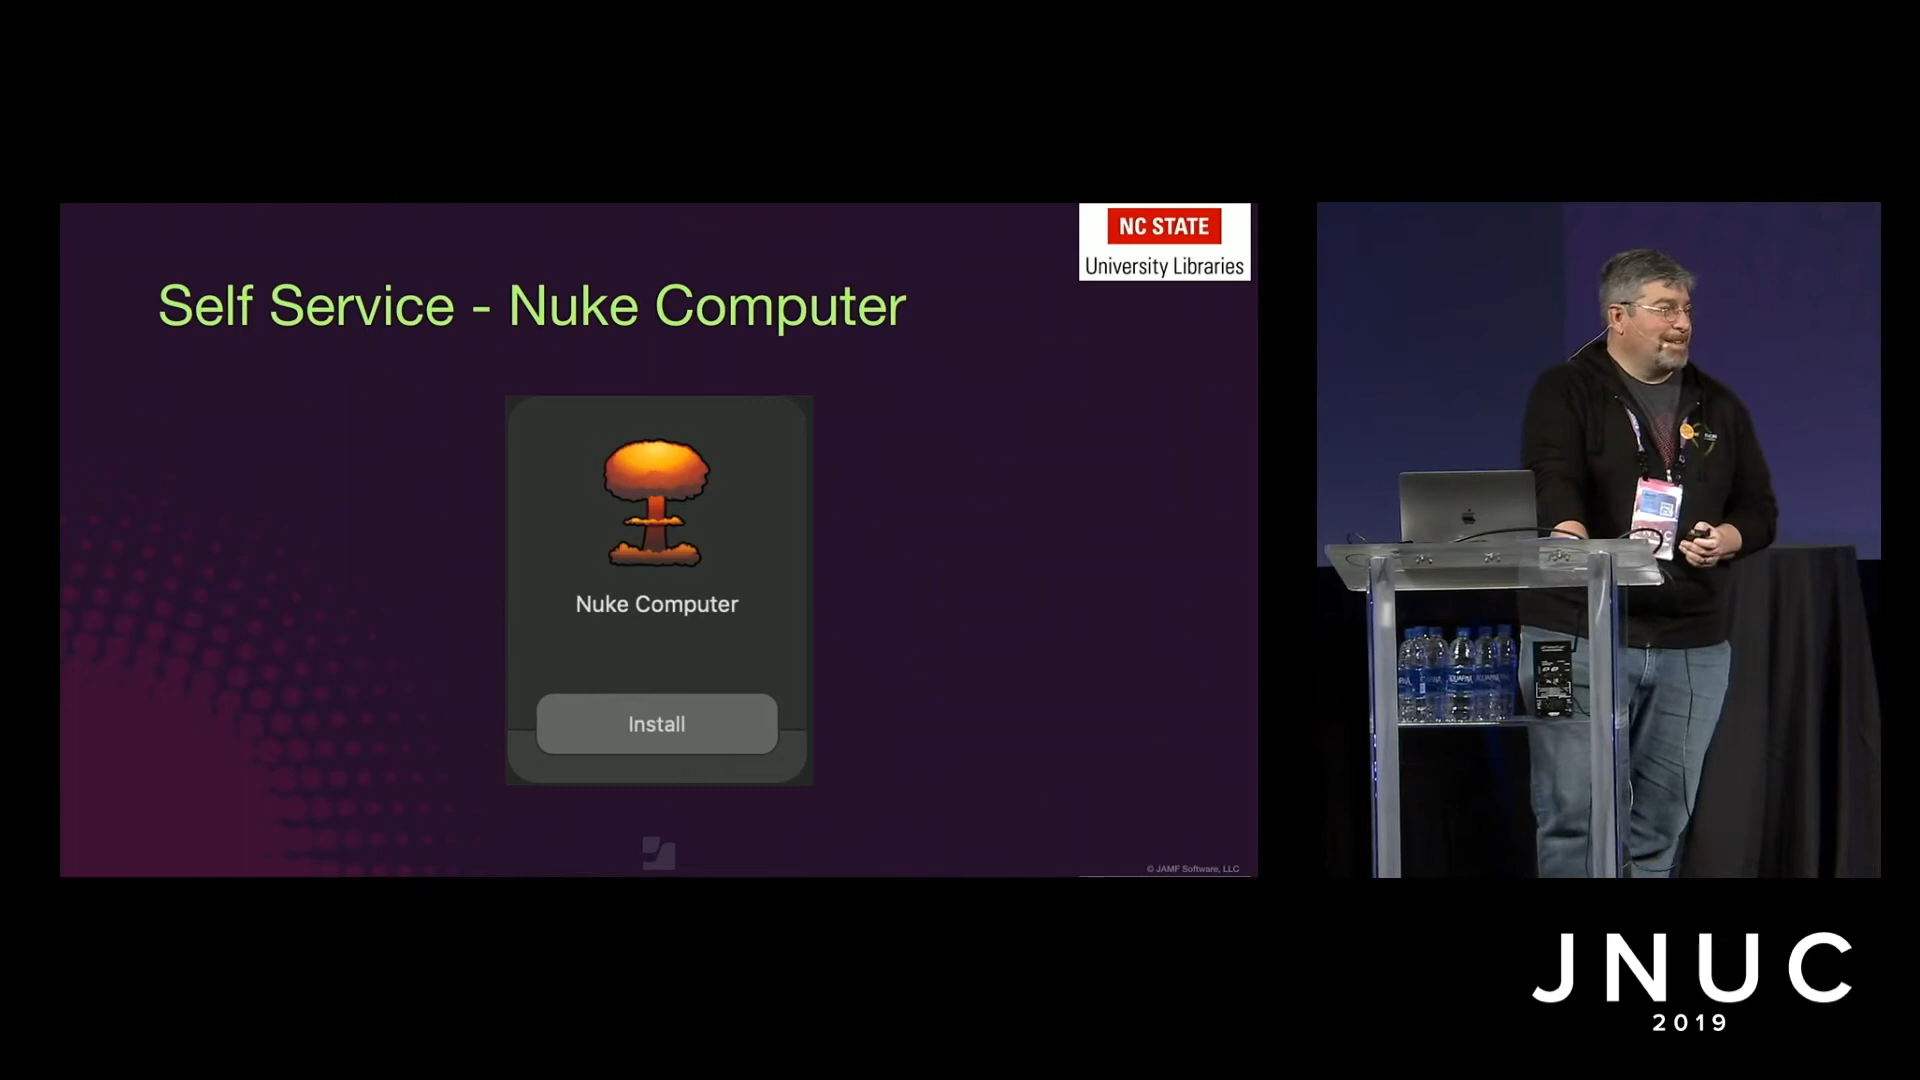 NC STATE
University Libraries
Self Service - Nuke Computer
Nuke Computer
Install
© JAMF Software, LLC
JNUC
2019